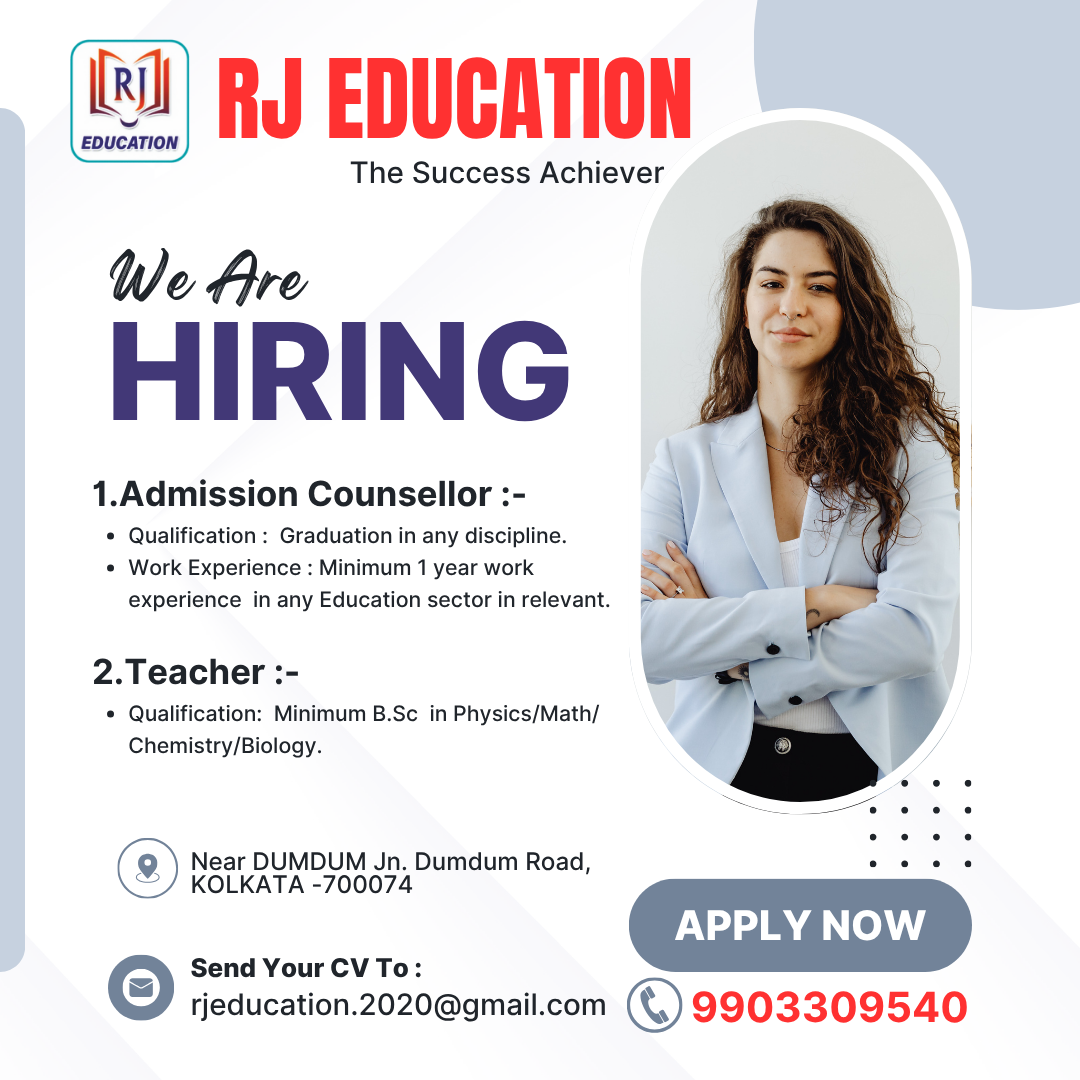 RJ
EDUCATION
RJ EDUCATION
The Success Achiever
We Are
HIRING
1.Admission Counsellor :-
• Qualification : Graduation in any discipline.
• Work Experience : Minimum 1 year work
experience in any Education sector in relevant.
2.Teacher :-
• Qualification: Minimum B.Sc in Physics/Math/
Chemistry/Biology.
Near DUMDUM Jn. Dumdum Road,
KOLKATA -700074
Send Your CV To :
rjeducation.2020@gmail.com
APPLY NOW
9903309540